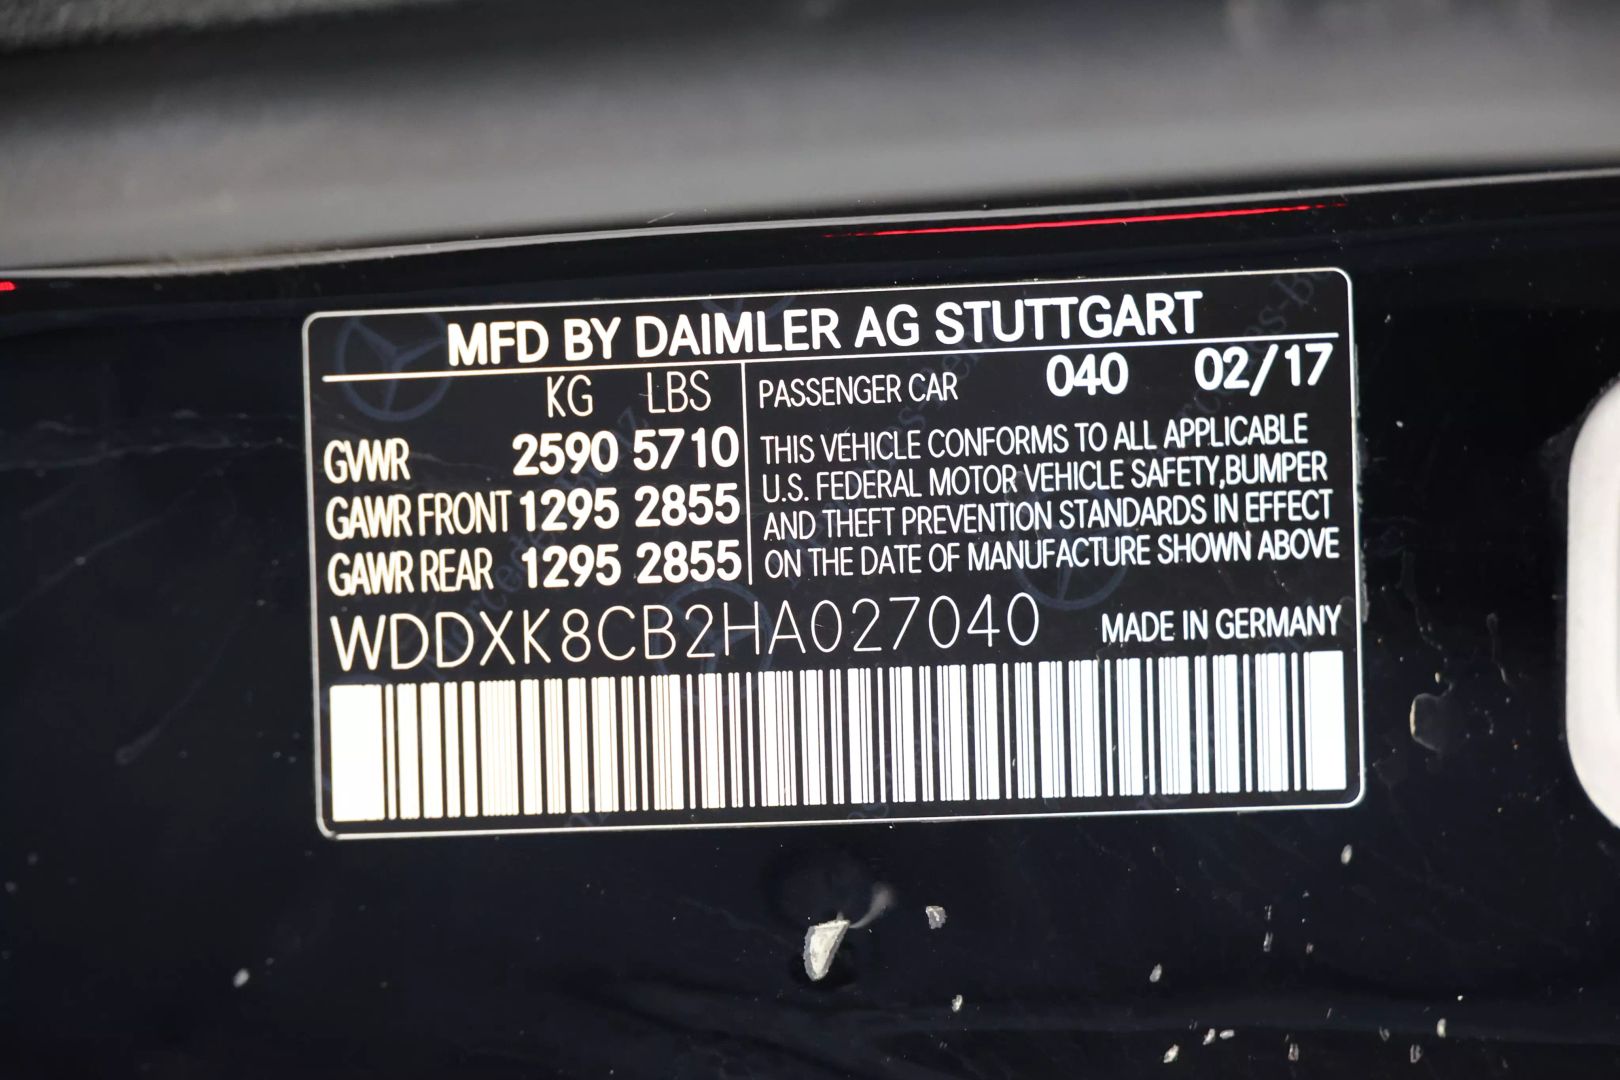 MFD BY DAIMLER AG STUTTGART
KG LBS
GVWR 2590 5710
GAWR FRONT 1295 2855
GAWR REAR 1295 2855
PASSENGER CAR 040 02/17
THIS VEHICLE CONFORMS TO ALL APPLICABLE
U.S. FEDERAL MOTOR VEHICLE SAFETY,BUMPER
AND THEFT PREVENTION STANDARDS IN EFFECT
ON THE DATE OF MANUFACTURE SHOWN ABOVE
WDDXK8CB2HA027040 MADE IN GERMANY